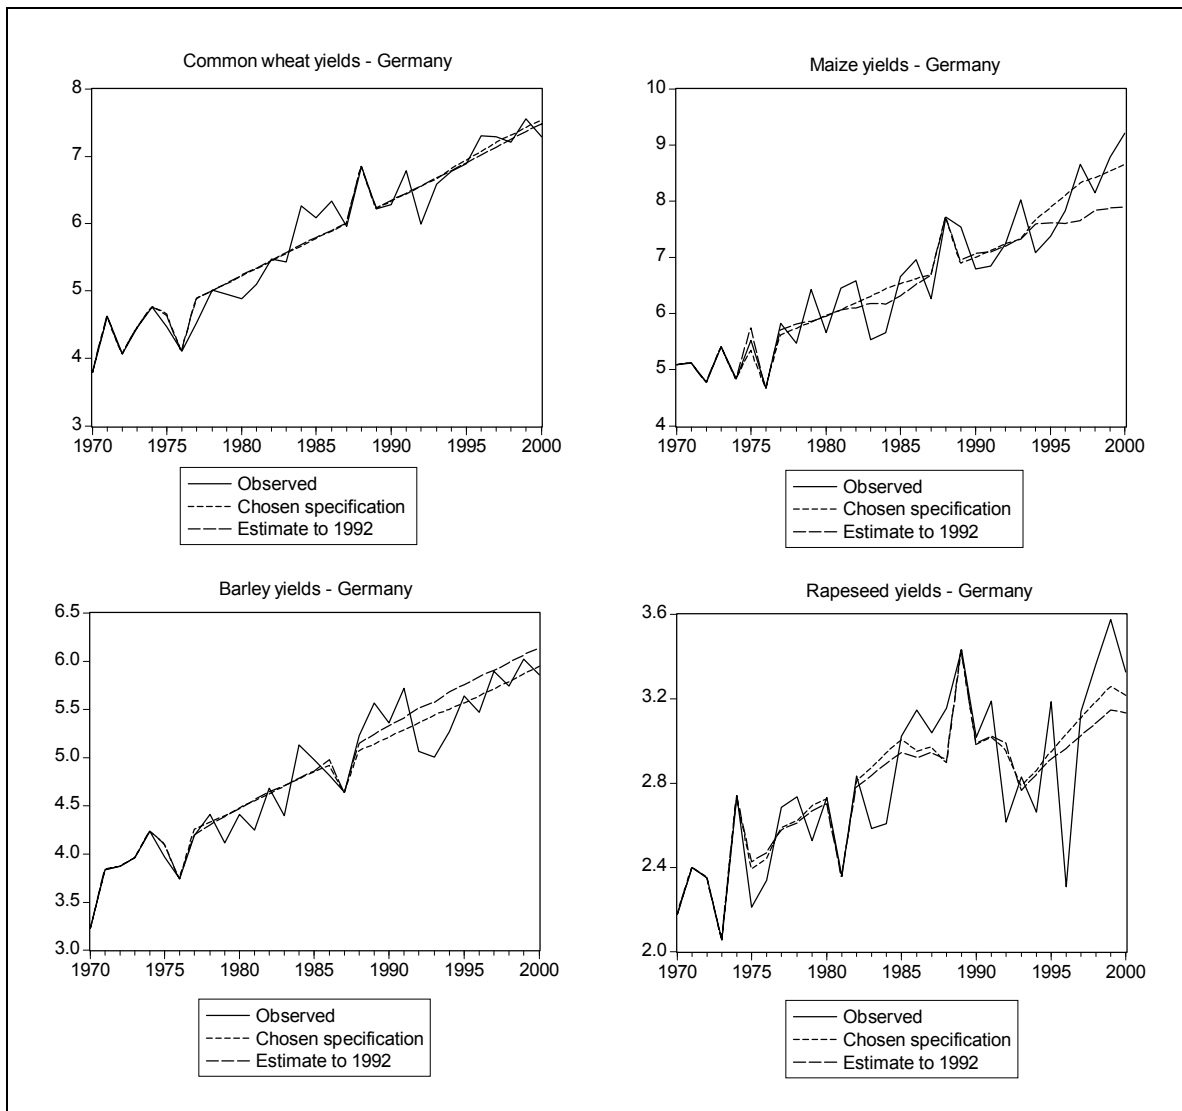 Common wheat yields - Germany
8
7
6
5
4
3
1970 1975 1980 1985 1990 1995 2000
Observed
Chosen specification
Estimate to 1992
Maize yields - Germany
10
9
8
7
6
5
4
1970 1975 1980 1985 1990 1995 2000
Observed
Chosen specification
Estimate to 1992
Barley yields - Germany
6.5
6.0
5.5
5.0
4.5
4.0
3.5
3.0
1970 1975 1980 1985 1990 1995 2000
Observed
Chosen specification
Estimate to 1992
Rapeseed yields - Germany
3.6
3.2
2.8
2.4
2.0
1970 1975 1980 1985 1990 1995 2000
Observed
Chosen specification
Estimate to 1992